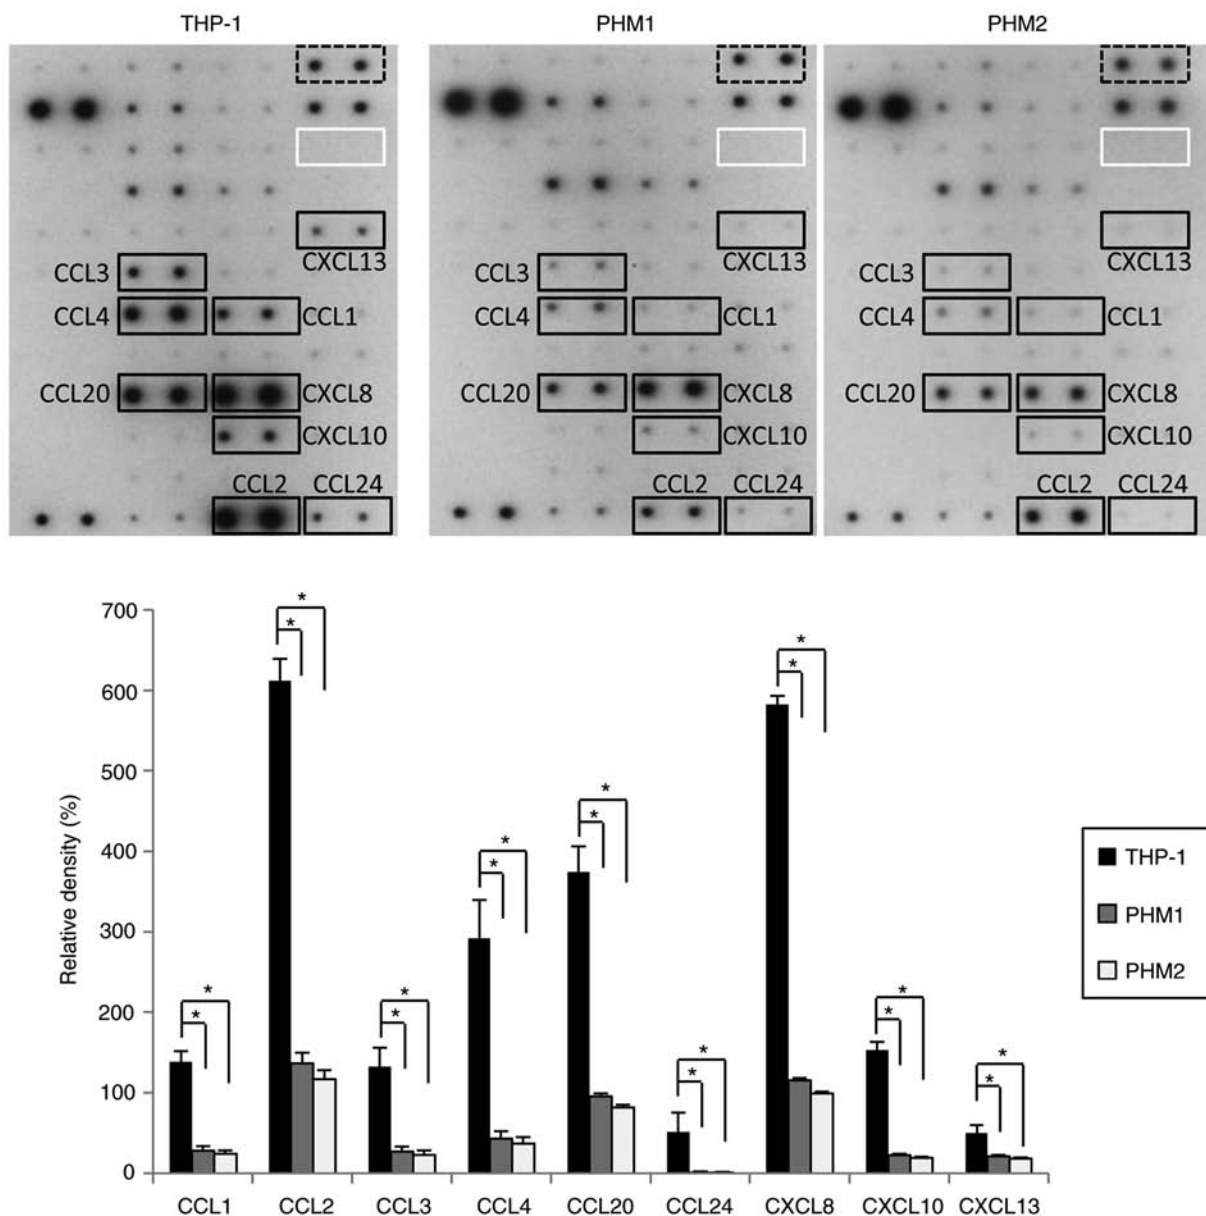 THP-1 PHM1 PHM2
CXCL13 CXCL13 CXCL13
CCL3 CCL3 CCL3
CCL4 CCL1 CCL4 CCL1 CCL4 CCL1
CCL20 CXCL8 CCL20 CXCL8 CCL20 CXCL8
CXCL10 CXCL10 CXCL10
CCL2 CCL24 CCL2 CCL24 CCL2 CCL24
Relative density (%)
700
600
500
400
300
200
100
0
* *
* *
* *
* *
* *
* *
* *
* *
* *
CCL1 CCL2 CCL3 CCL4 CCL20 CCL24 CXCL8 CXCL10 CXCL13
THP-1
PHM1
PHM2